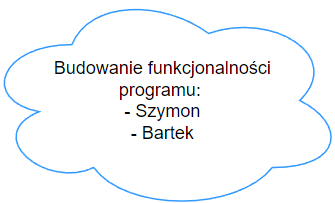 Budowanie funkcjonalności
programu:
- Szymon
- Bartek